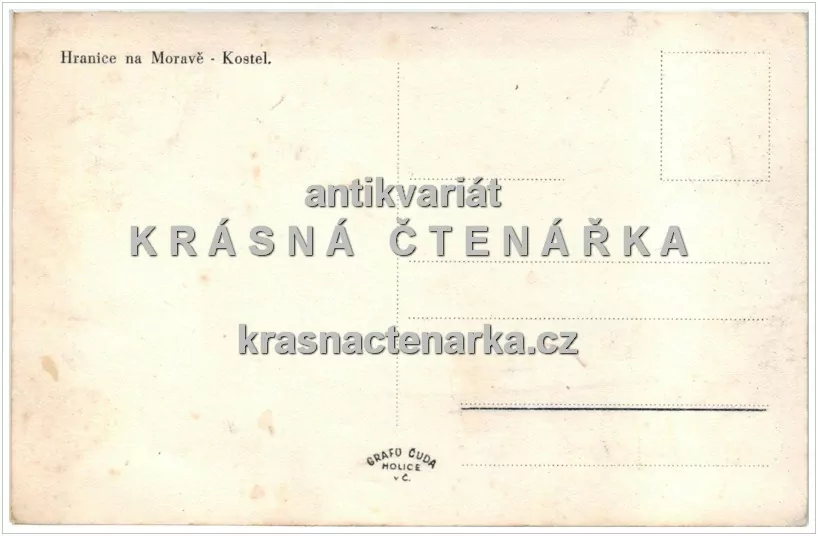 Hranice na Moravě - Kostel.
antikvariát
KRÁSNÁ ČTENÁŘKA
krasnactenarka.cz
GRAFO ČUDA
HOLICE
v Č.